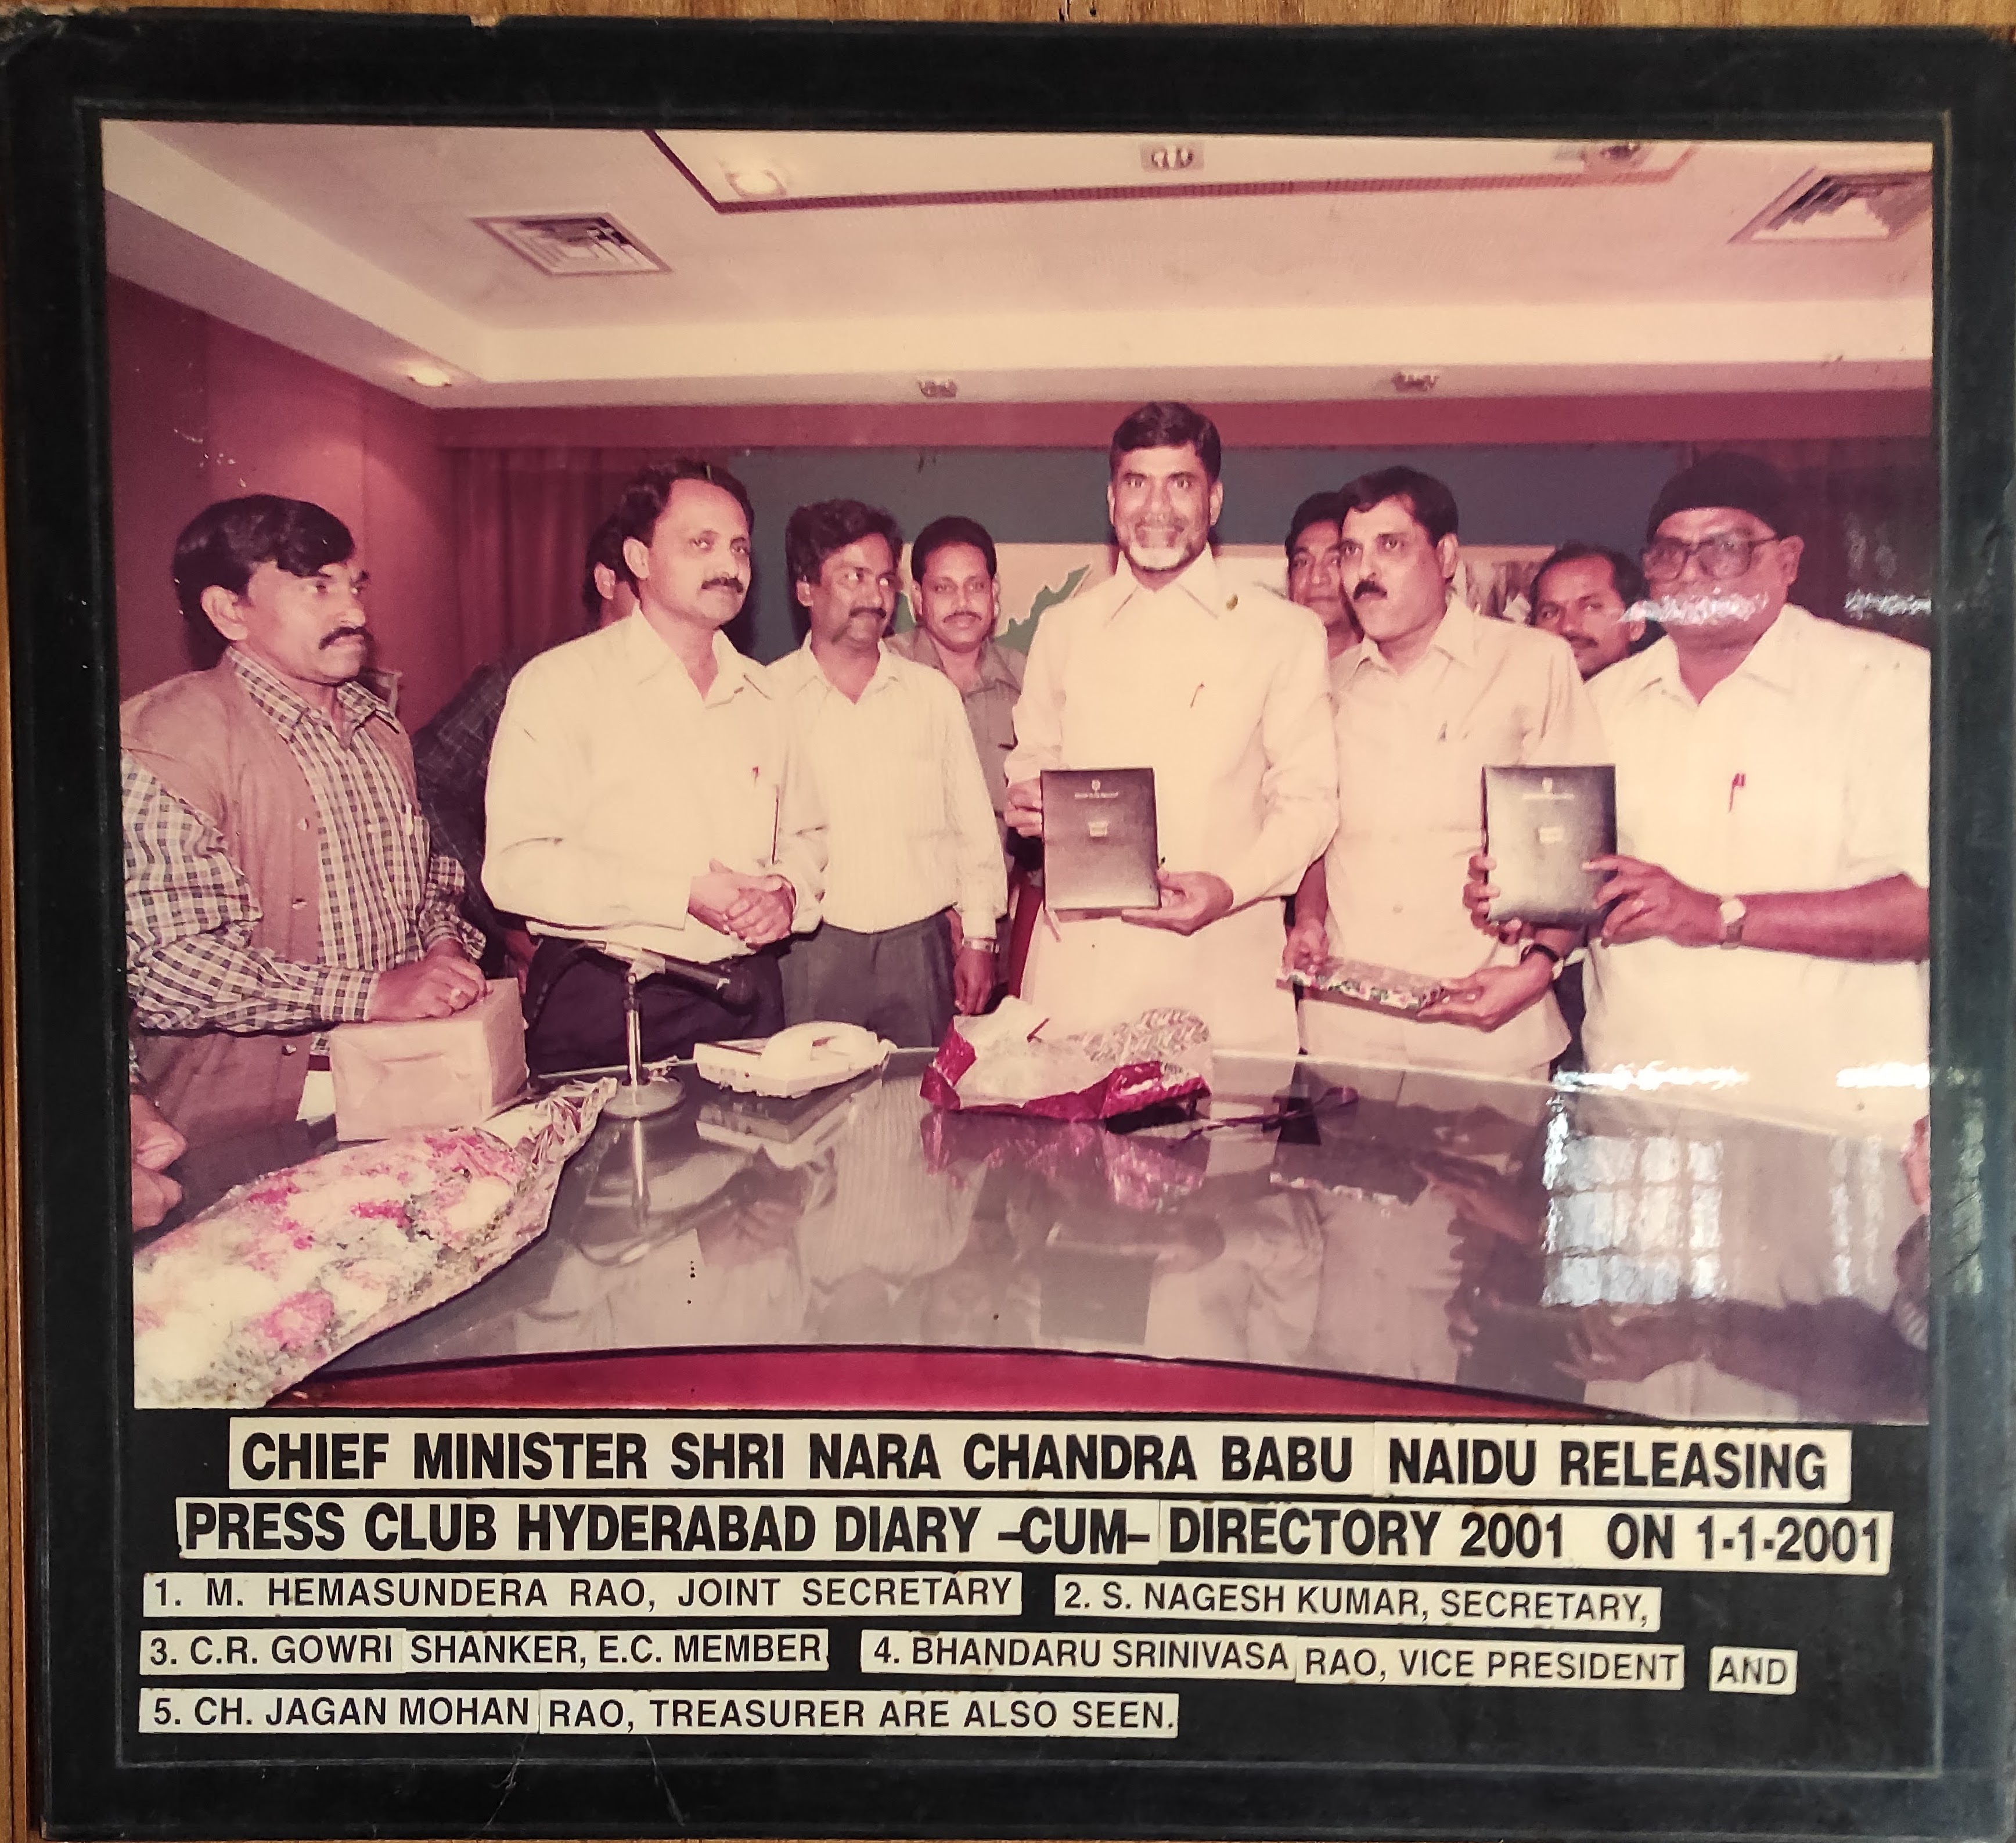 CHIEF MINISTER SHRI NARA CHANDRA BABU NAIDU RELEASING
PRESS CLUB HYDERABAD DIARY -CUM- DIRECTORY 2001 ON 1-1-2001
1. M. HEMASUNDERA RAO, JOINT SECRETARY 2. S. NAGESH KUMAR, SECRETARY,
3. C.R. GOWRI SHANKER, E.C. MEMBER 4. BHANDARU SRINIVASA RAO, VICE PRESIDENT AND
5. CH. JAGAN MOHAN RAO, TREASURER ARE ALSO SEEN.